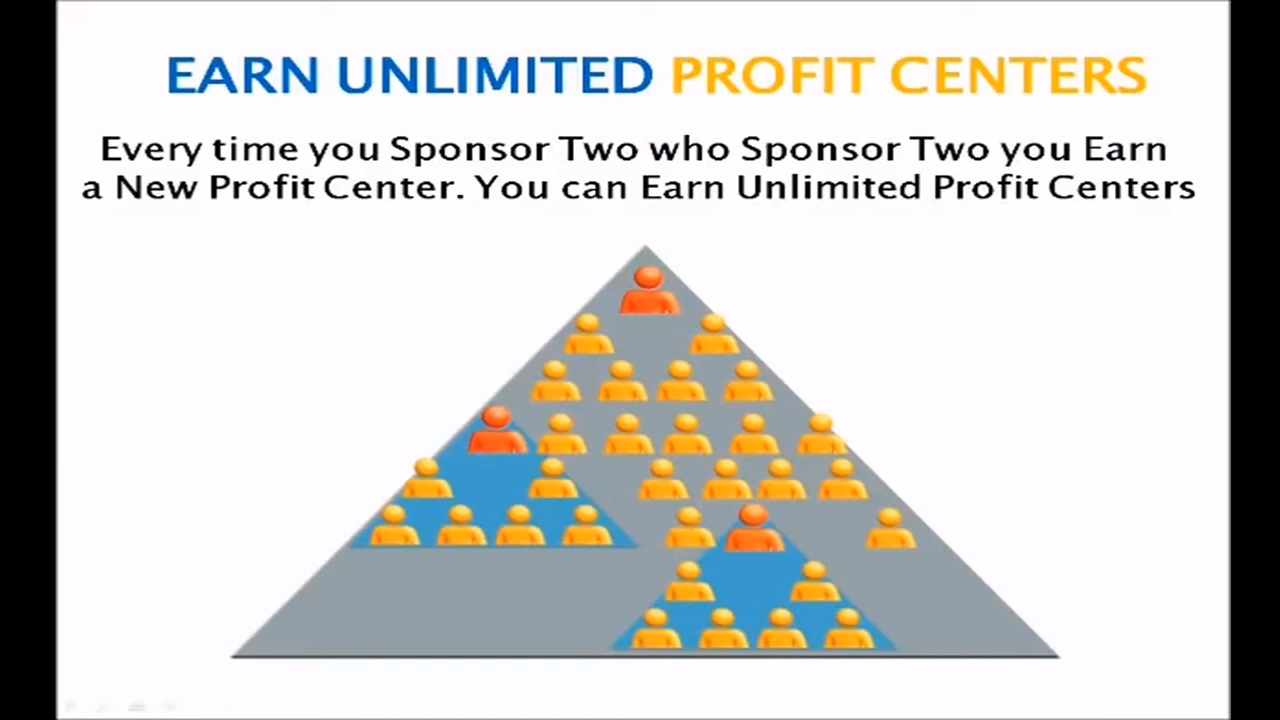 EARN UNLIMITED PROFIT CENTERS
Every time you Sponsor Two who Sponsor Two you Earn
a New Profit Center. You can Earn Unlimited Profit Centers